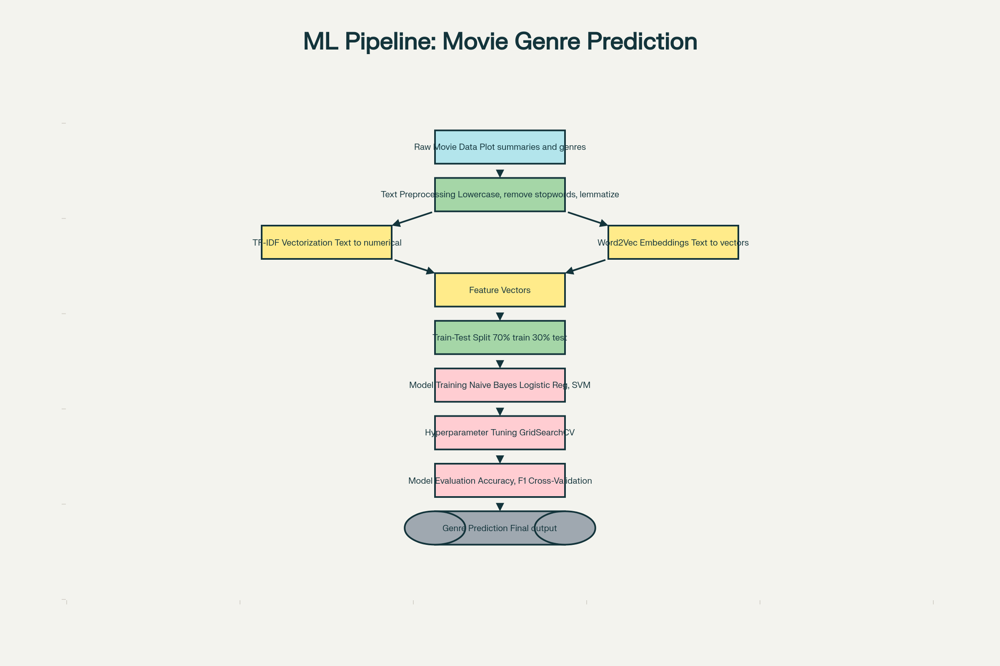 ML Pipeline: Movie Genre Prediction
Raw Movie Data Plot summaries and genres
Text Preprocessing Lowercase, remove stopwords, lemmatize
TF-IDF Vectorization Text to numerical
Word2Vec Embeddings Text to vectors
Feature Vectors
Train-Test Split 70% train 30% test
Model Training Naive Bayes Logistic Reg, SVM
Hyperparameter Tuning GridSearchCV
Model Evaluation Accuracy, F1 Cross-Validation
Genre Prediction Final output